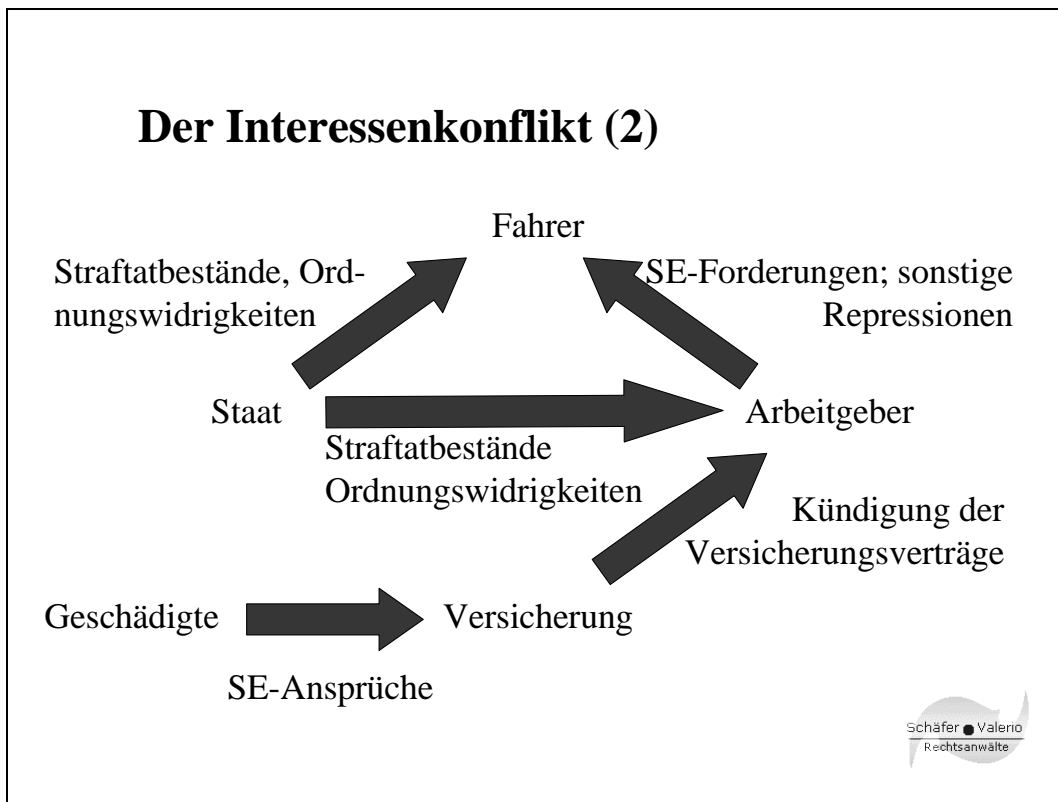 Der Interessenkonflikt (2)
Fahrer
Straftatbestände, Ord-
nungswidrigkeiten
SE-Forderungen; sonstige
Repressionen
Staat
Arbeitgeber
Straftatbestände
Ordnungswidrigkeiten
Kündigung der
Versicherungsverträge
Geschädigte
Versicherung
SE-Ansprüche
Schäfer Valerio
Rechtsanwälte